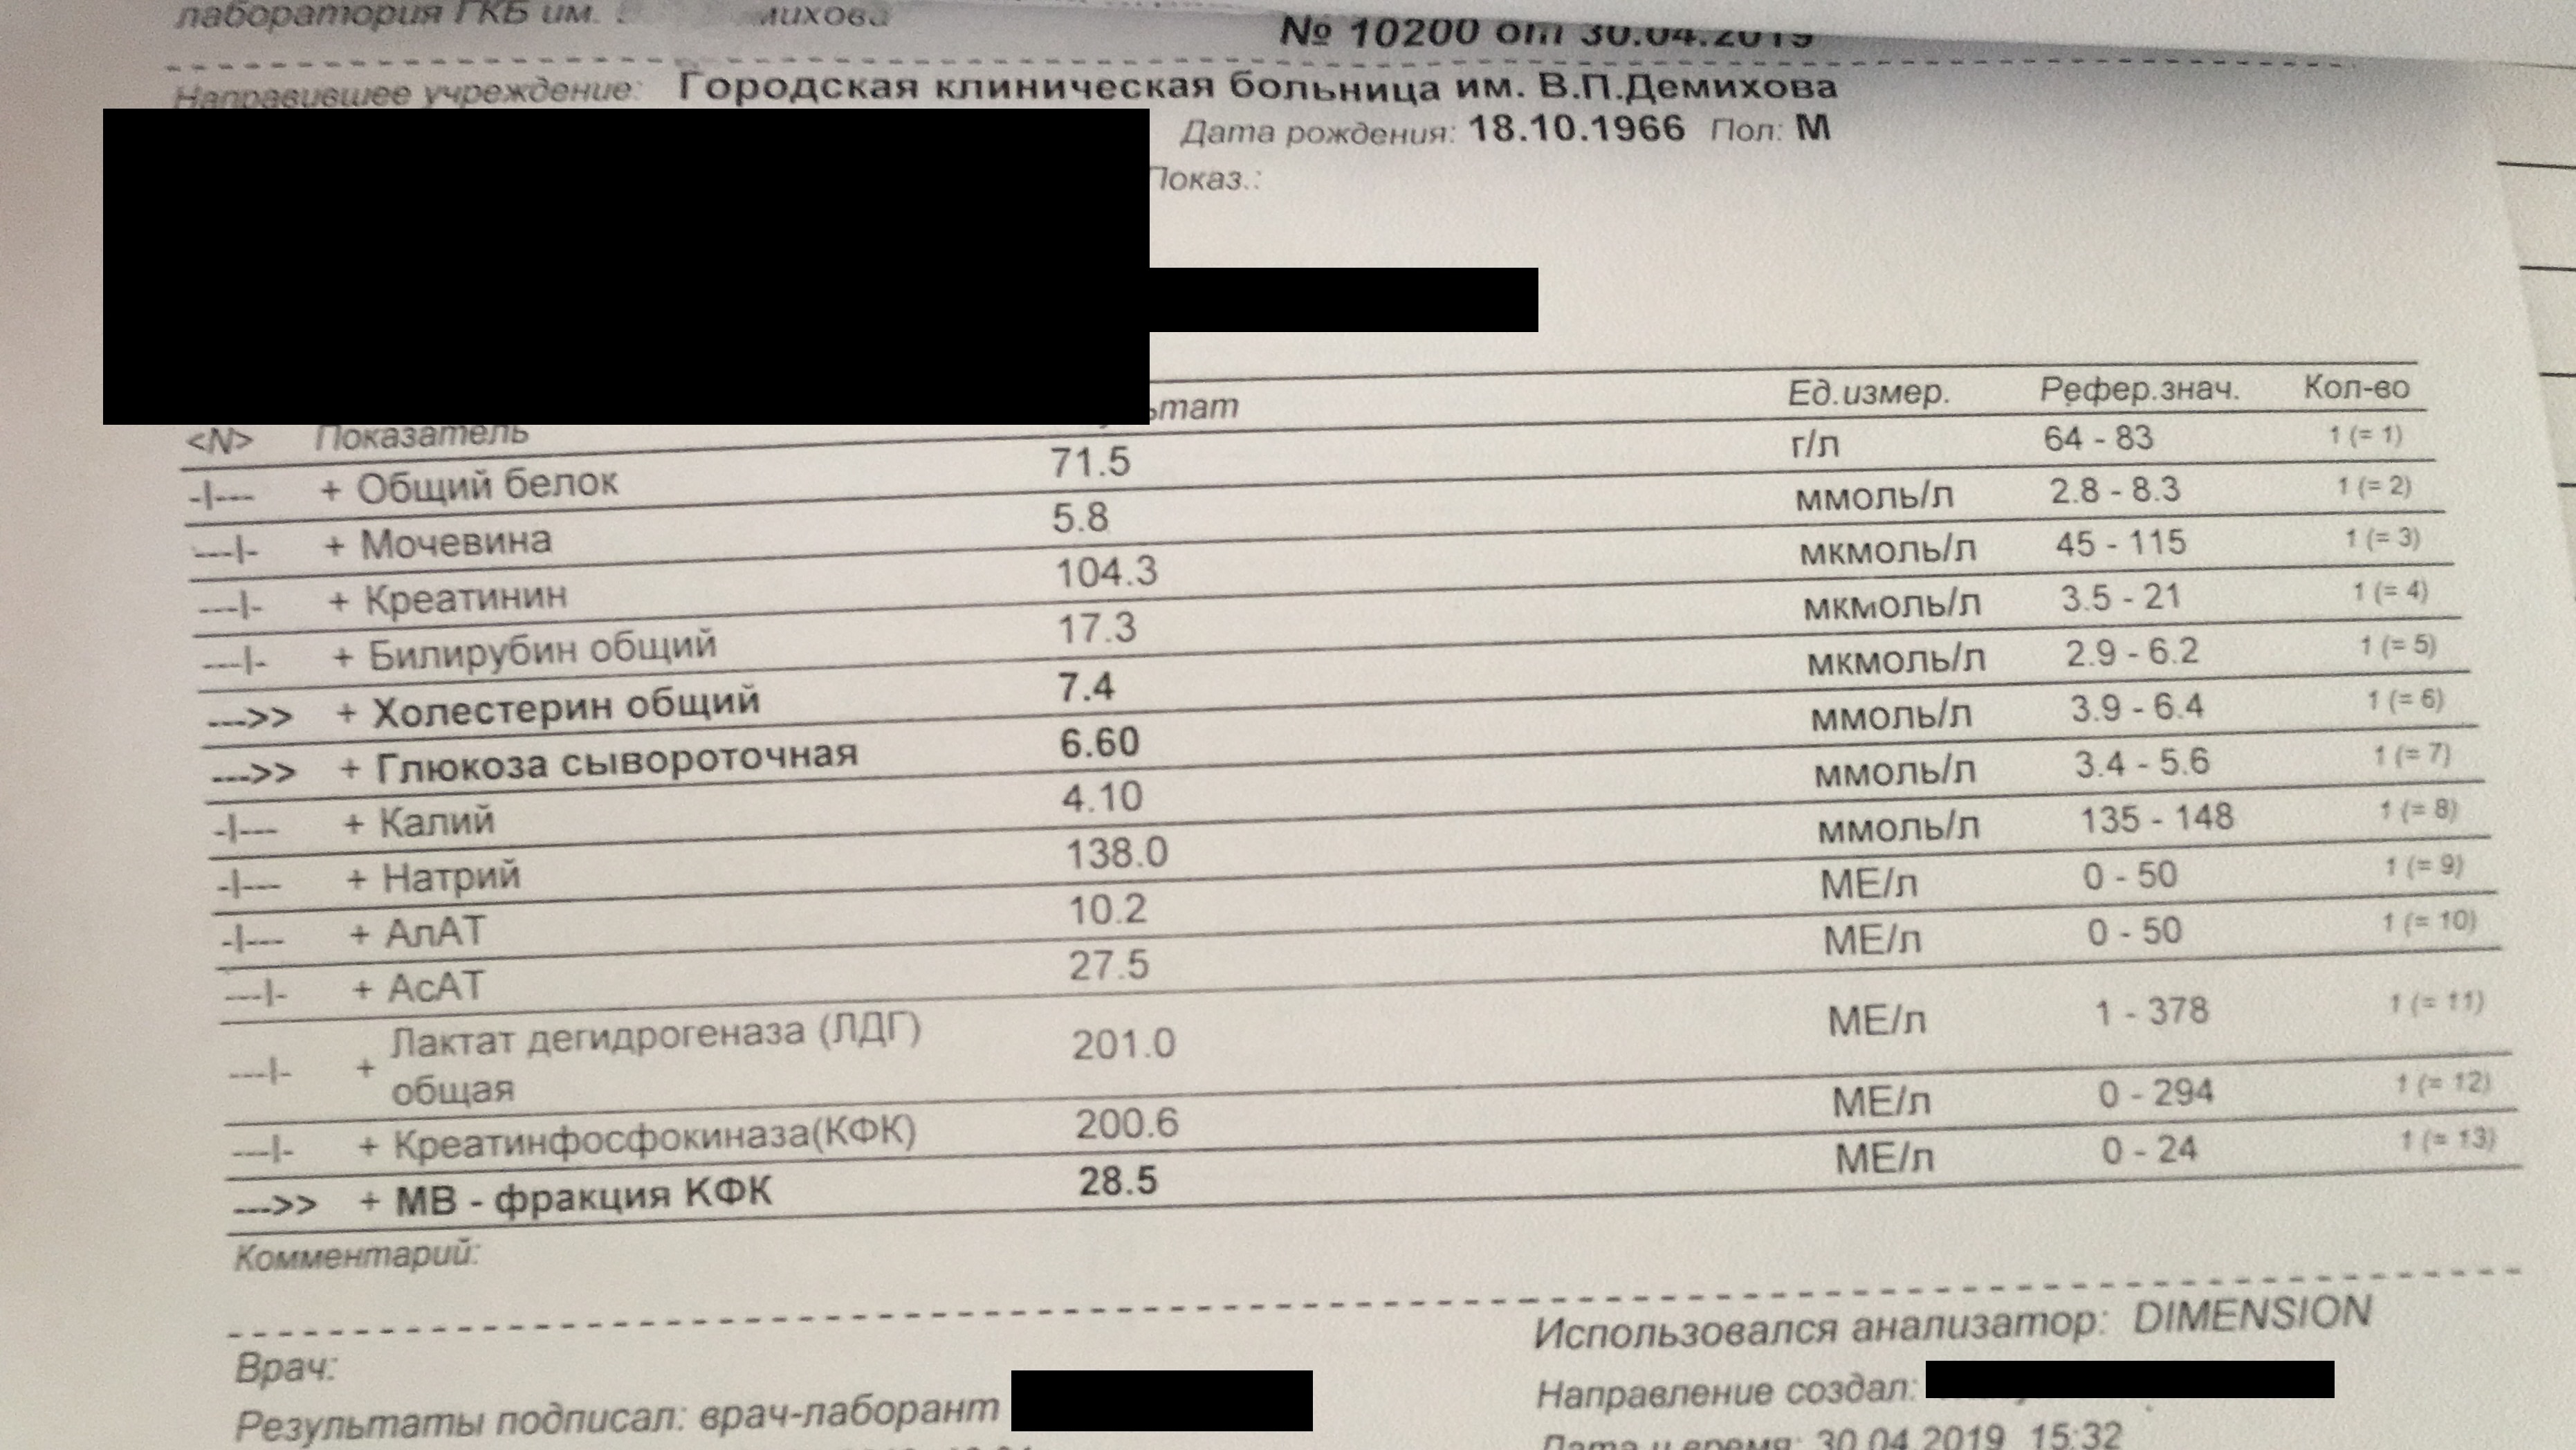 лаборатория ГКБ им. михова
№ 10200 от 30.04.2019
Направившее учреждение: Городская клиническая больница им. В.П.Демихова
Дата рождения: 18.10.1966 Пол: М
Показ.:
<N> Показатель ьтат Ед.измер. Рефер.знач. Кол-во
-|--- + Общий белок 71.5 г/л 64 - 83 1 (= 1)
---|- + Мочевина 5.8 ммоль/л 2.8 - 8.3 1 (= 2)
---|- + Креатинин 104.3 мкмоль/л 45 - 115 1 (= 3)
---|- + Билирубин общий 17.3 мкмоль/л 3.5 - 21 1 (= 4)
--->> + Холестерин общий 7.4 мкмоль/л 2.9 - 6.2 1 (= 5)
--->> + Глюкоза сывороточная 6.60 ммоль/л 3.9 - 6.4 1 (= 6)
-|--- + Калий 4.10 ммоль/л 3.4 - 5.6 1 (= 7)
-|--- + Натрий 138.0 ммоль/л 135 - 148 1 (= 8)
-|--- + АлАТ 10.2 МЕ/л 0 - 50 1 (= 9)
---|- + АсАТ 27.5 МЕ/л 0 - 50 1 (= 10)
---|- + Лактат дегидрогеназа (ЛДГ) 201.0 МЕ/л 1 - 378 1 (= 11)
общая
---|- + Креатинфосфокиназа(КФК) 200.6 МЕ/л 0 - 294 1 (= 12)
--->> + МВ - фракция КФК 28.5 МЕ/л 0 - 24 1 (= 13)
Комментарий:
Использовался анализатор: DIMENSION
Врач:
Направление создал:
Результаты подписал: врач-лаборант
Дата и время: 30.04.2019 15:32